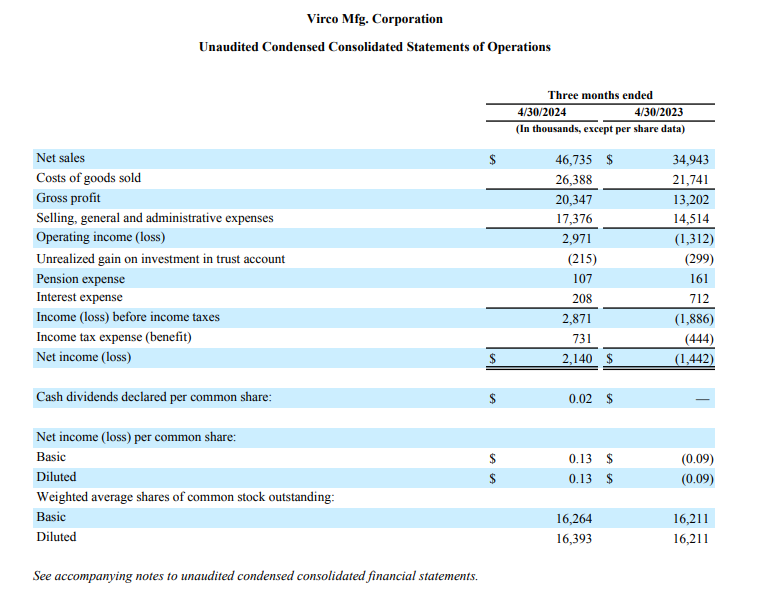 Virco Mfg. Corporation
Unaudited Condensed Consolidated Statements of Operations
Three months ended
4/30/2024 4/30/2023
(In thousands, except per share data)
Net sales $ 46,735 $ 34,943
Costs of goods sold 26,388 21,741
Gross profit 20,347 13,202
Selling, general and administrative expenses 17,376 14,514
Operating income (loss) 2,971 (1,312)
Unrealized gain on investment in trust account (215) (299)
Pension expense 107 161
Interest expense 208 712
Income (loss) before income taxes 2,871 (1,886)
Income tax expense (benefit) 731 (444)
Net income (loss) $ 2,140 $ (1,442)
Cash dividends declared per common share: $ 0.02 $ —
Net income (loss) per common share:
Basic $ 0.13 $ (0.09)
Diluted $ 0.13 $ (0.09)
Weighted average shares of common stock outstanding:
Basic 16,264 16,211
Diluted 16,393 16,211
See accompanying notes to unaudited condensed consolidated financial statements.